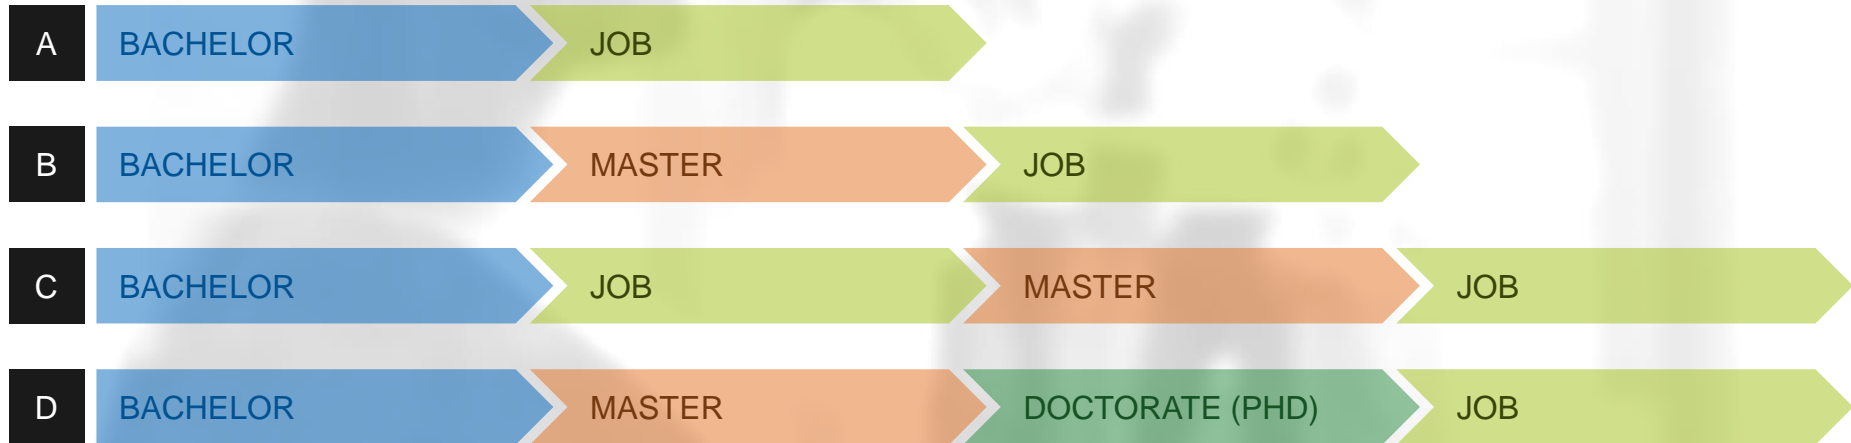 A BACHELOR JOB
B BACHELOR MASTER JOB
C BACHELOR JOB MASTER JOB
D BACHELOR MASTER DOCTORATE (PHD) JOB